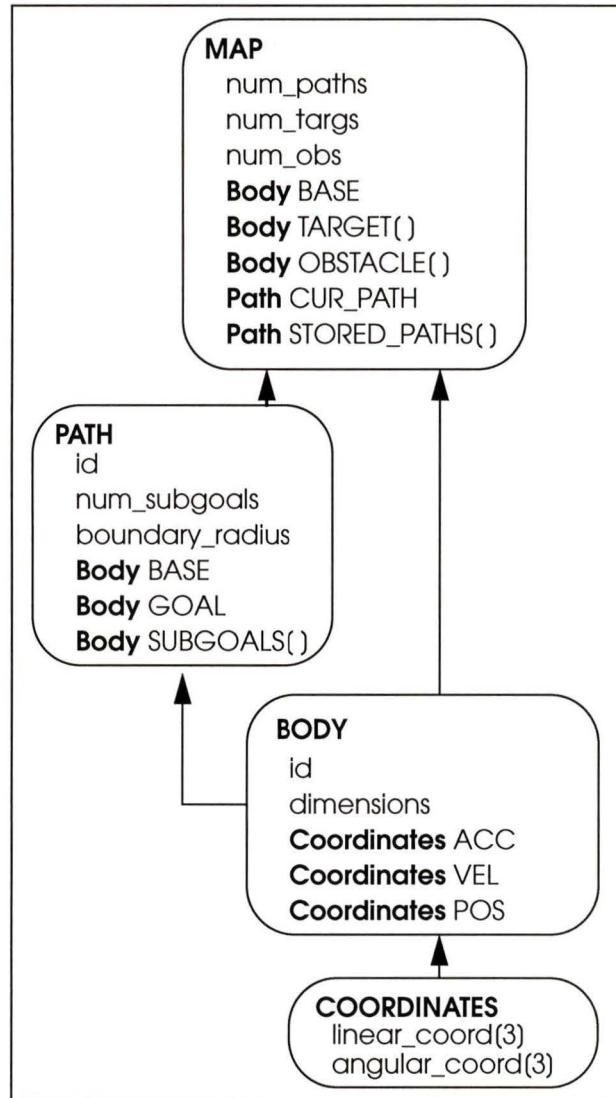 MAP
num_paths
num_targs
num_obs
Body BASE
Body TARGET( )
Body OBSTACLE( )
Path CUR_PATH
Path STORED_PATHS( )
PATH
id
num_subgoals
boundary_radius
Body BASE
Body GOAL
Body SUBGOALS( )
BODY
id
dimensions
Coordinates ACC
Coordinates VEL
Coordinates POS
COORDINATES
linear_coord(3)
angular_coord(3)